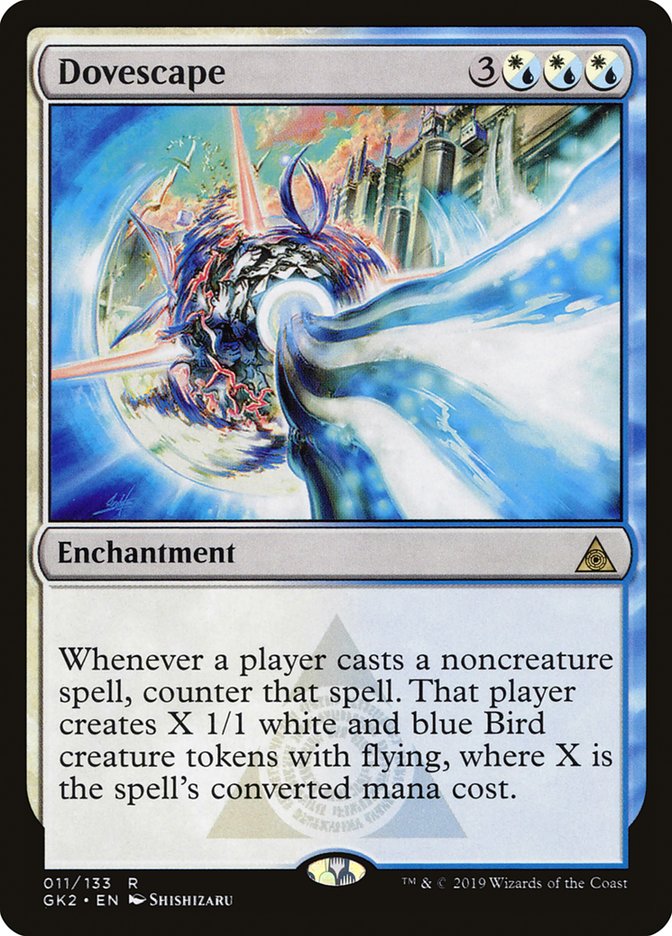 Dovescape 3
Enchantment
Whenever a player casts a noncreature
spell, counter that spell. That player
creates X 1/1 white and blue Bird
creature tokens with flying, where X is
the spell's converted mana cost.
011/133 R
GK2 • EN Shishizaru
™ & © 2019 Wizards of the Coast